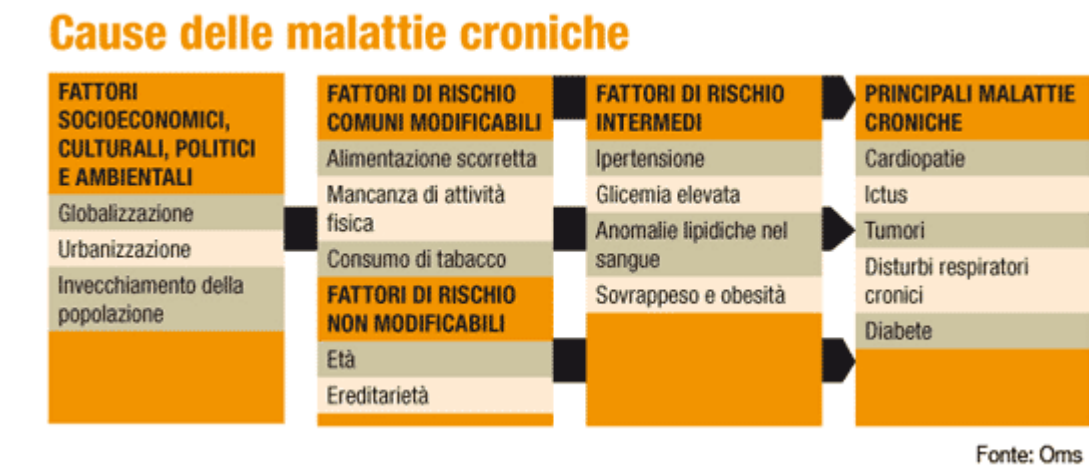 Cause delle malattie croniche
FATTORI
SOCIOECONOMICI,
CULTURALI, POLITICI
E AMBIENTALI
Globalizzazione
Urbanizzazione
Invecchiamento della
popolazione
FATTORI DI RISCHIO
COMUNI MODIFICABILI
Alimentazione scorretta
Mancanza di attività
fisica
Consumo di tabacco
FATTORI DI RISCHIO
NON MODIFICABILI
Età
Ereditarietà
FATTORI DI RISCHIO
INTERMEDI
Ipertensione
Glicemia elevata
Anomalie lipidiche nel
sangue
Sovrappeso e obesità
PRINCIPALI MALATTIE
CRONICHE
Cardiopatie
Ictus
Tumori
Disturbi respiratori
cronici
Diabete
Fonte: Oms